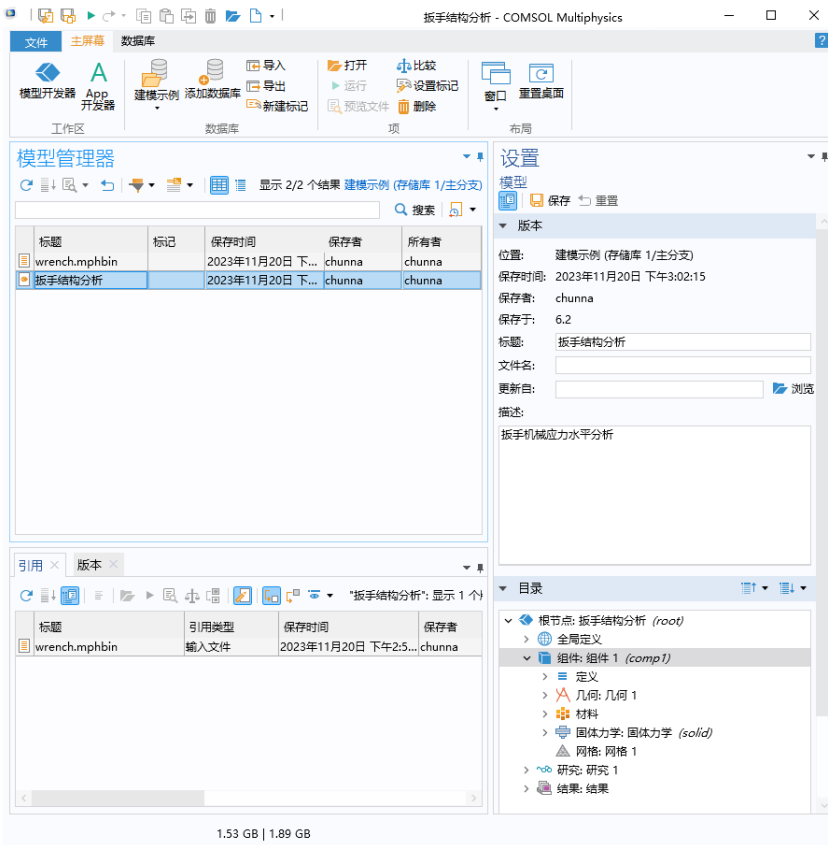 扳手结构分析 - COMSOL Multiphysics
文件 主屏幕 数据库
模型开发器 App 开发器 建模示例 添加数据库 导入 导出 新建标记 打开 运行 预览文件 比较 设置标记 删除 窗口 重置桌面
工作区 数据库 项 布局
模型管理器
显示 2/2 个结果 建模示例 (存储库 1/主分支)
搜索
标题 标记 保存时间 保存者 所有者
wrench.mphbin 2023年11月20日 下... chunna chunna
扳手结构分析 2023年11月20日 下... chunna chunna
引用 版本
"扳手结构分析": 显示 1 个
标题 引用类型 保存时间 保存者
wrench.mphbin 输入文件 2023年11月20日 下午2:5... chunna
设置
模型
保存 重置
版本
位置: 建模示例 (存储库 1/主分支)
保存时间: 2023年11月20日 下午3:02:15
保存者: chunna
保存于: 6.2
标题: 扳手结构分析
文件名:
更新自: 浏览
描述:
扳手机械应力水平分析
目录
根节点: 扳手结构分析 (root)
全局定义
组件: 组件 1 (comp1)
定义
几何: 几何 1
材料
固体力学: 固体力学 (solid)
网格: 网格 1
研究: 研究 1
结果: 结果
1.53 GB | 1.89 GB